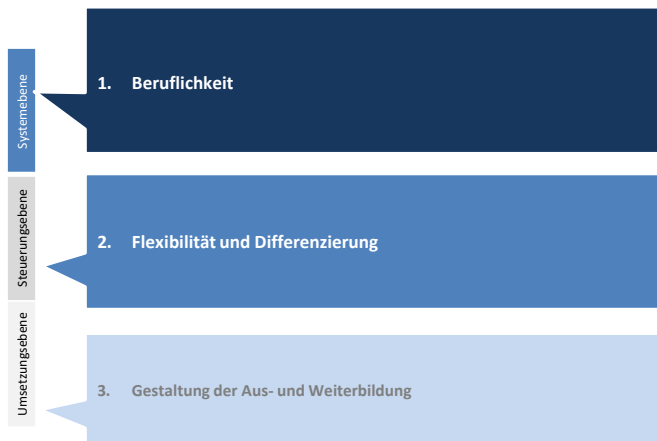 Systemebene
1. Beruflichkeit
Steuerungsebene
2. Flexibilität und Differenzierung
Umsetzungsebene
3. Gestaltung der Aus- und Weiterbildung